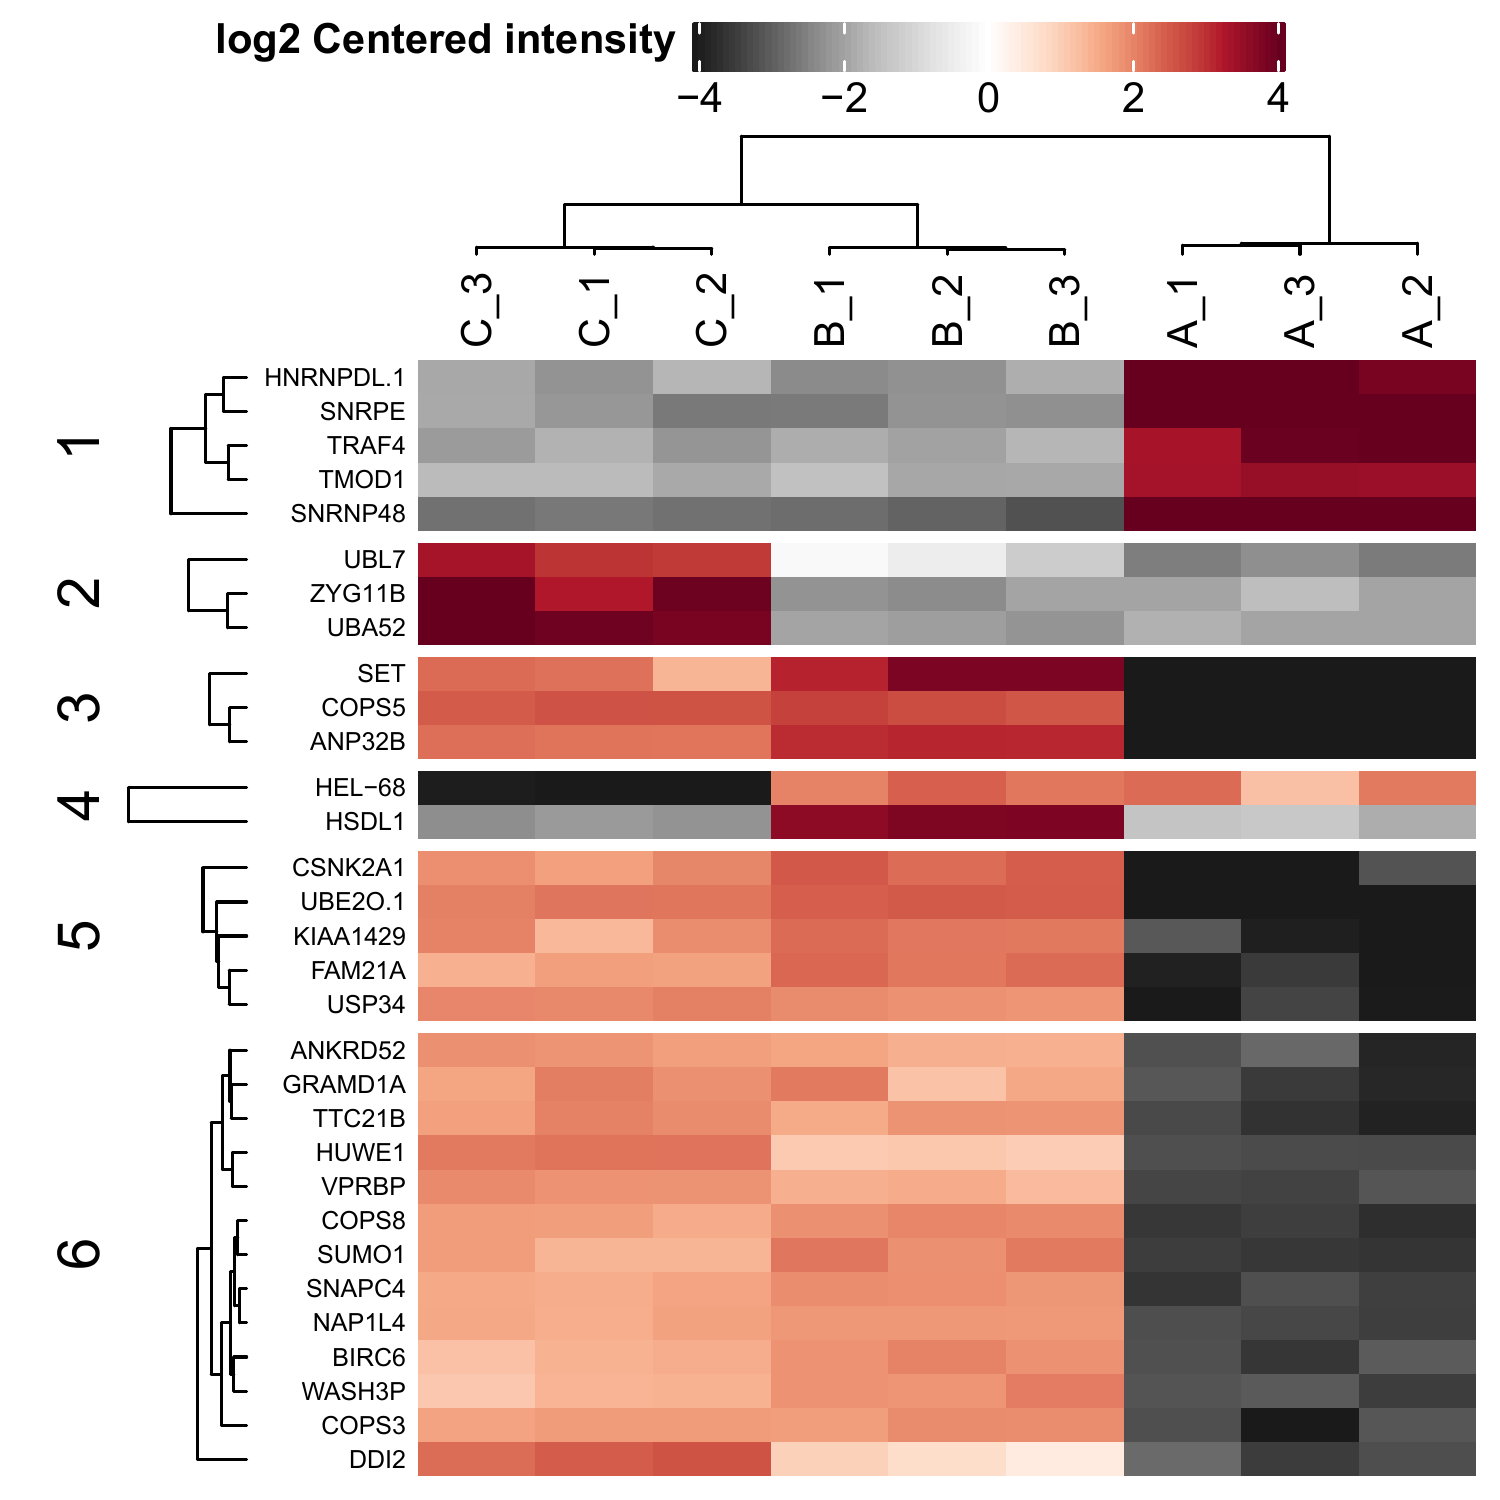 log2 Centered intensity
−4 −2 0 2 4
C_3 C_1 C_2 B_1 B_2 B_3 A_1 A_3 A_2
1
HNRNPDL.1
SNRPE
TRAF4
TMOD1
SNRNP48
2
UBL7
ZYG11B
UBA52
3
SET
COPS5
ANP32B
4
HEL−68
HSDL1
5
CSNK2A1
UBE2O.1
KIAA1429
FAM21A
USP34
6
ANKRD52
GRAMD1A
TTC21B
HUWE1
VPRBP
COPS8
SUMO1
SNAPC4
NAP1L4
BIRC6
WASH3P
COPS3
DDI2